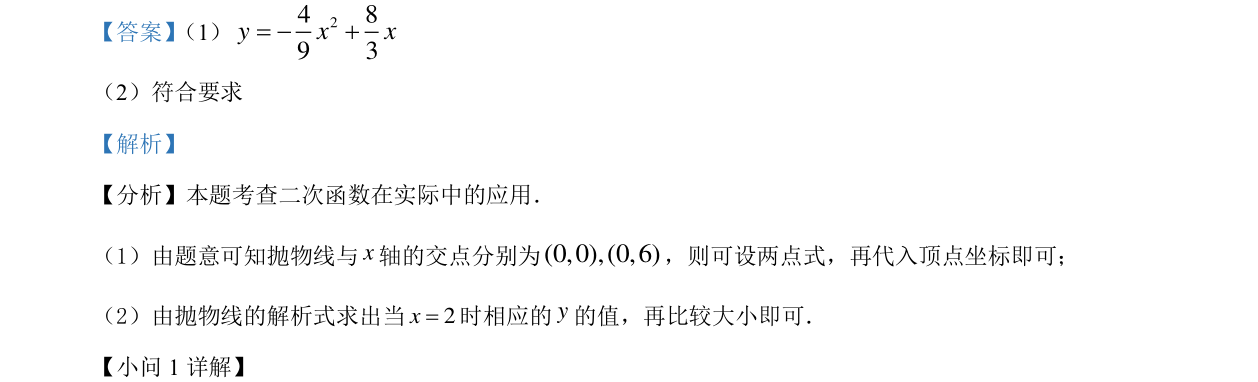 【答案】（1） $y=-\frac{4}{9}x^2+\frac{8}{3}x$
（2）符合要求
【解析】
【分析】本题考查二次函数在实际中的应用．
（1）由题意可知抛物线与 $x$ 轴的交点分别为 $(0,0),(0,6)$，则可设两点式，再代入顶点坐标即可；
（2）由抛物线的解析式求出当 $x=2$ 时相应的 $y$ 的值，再比较大小即可．
【小问 1 详解】